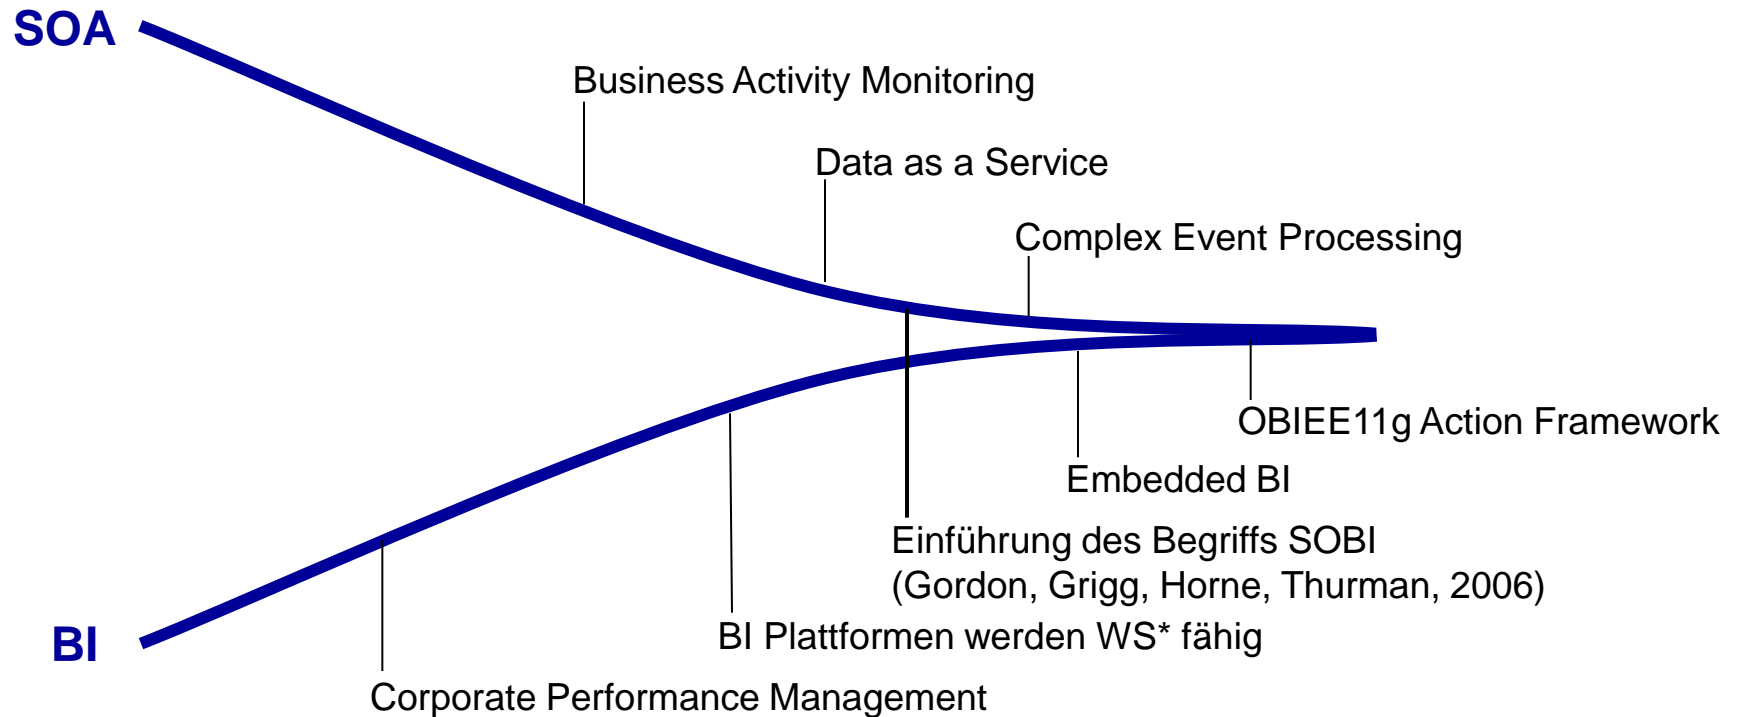 SOA
Business Activity Monitoring
Data as a Service
Complex Event Processing
OBIEE11g Action Framework
Embedded BI
Einführung des Begriffs SOBI
(Gordon, Grigg, Horne, Thurman, 2006)
BI Plattformen werden WS* fähig
BI
Corporate Performance Management